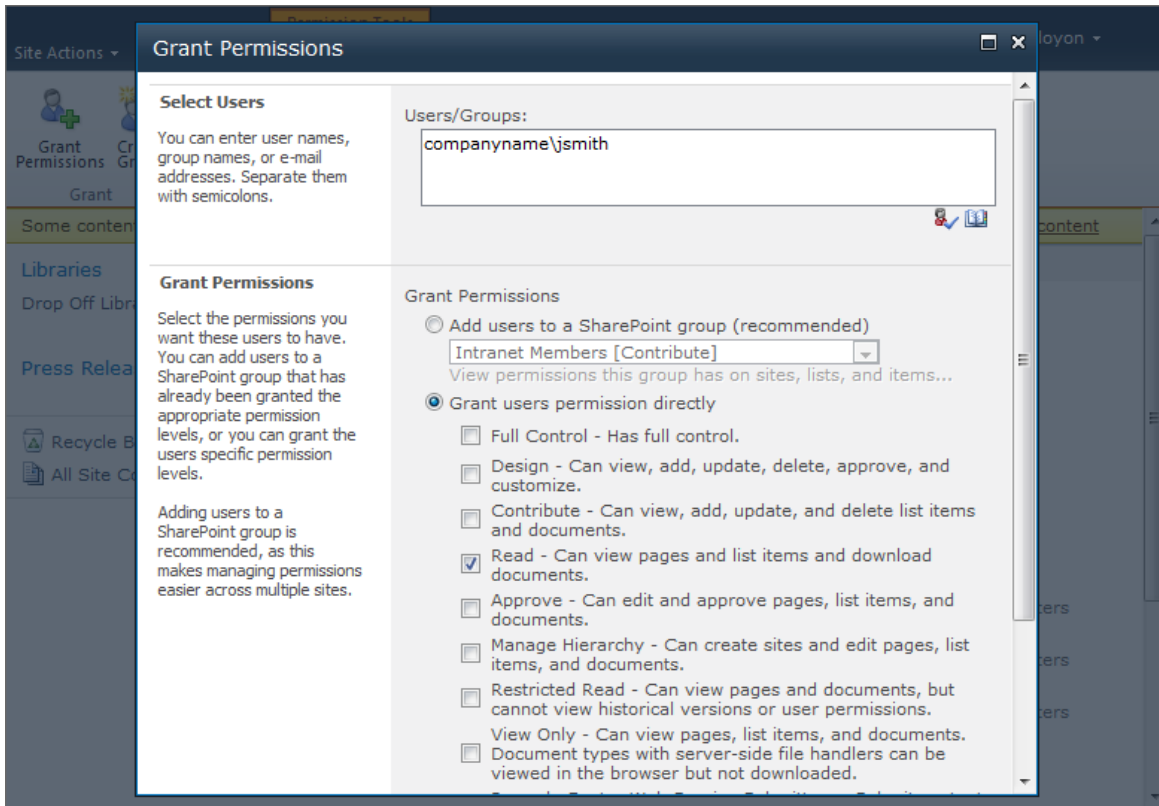 Site Actions
loyon
Grant Permissions
Grant
Permissions
Grant
Some conten
content
Libraries
Drop Off Libra
Press Relea
Recycle B
All Site Co
Select Users
You can enter user names,
group names, or e-mail
addresses. Separate them
with semicolons.
Users/Groups:
companyname\jsmith
Grant Permissions
Select the permissions you
want these users to have.
You can add users to a
SharePoint group that has
already been granted the
appropriate permission
levels, or you can grant the
users specific permission
levels.
Adding users to a
SharePoint group is
recommended, as this
makes managing permissions
easier across multiple sites.
Grant Permissions
Add users to a SharePoint group (recommended)
Intranet Members [Contribute]
View permissions this group has on sites, lists, and items...
Grant users permission directly
Full Control - Has full control.
Design - Can view, add, update, delete, approve, and
customize.
Contribute - Can view, add, update, and delete list items
and documents.
Read - Can view pages and list items and download
documents.
Approve - Can edit and approve pages, list items, and
documents.
Manage Hierarchy - Can create sites and edit pages, list
items, and documents.
Restricted Read - Can view pages and documents, but
cannot view historical versions or user permissions.
View Only - Can view pages, list items, and documents.
Document types with server-side file handlers can be
viewed in the browser but not downloaded.
ters
ters
ters